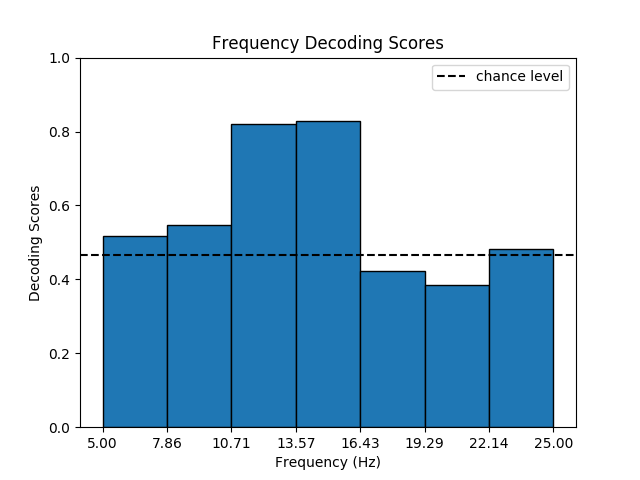 Frequency Decoding Scores
chance level
1.0
0.8
0.6
0.4
0.2
0.0
Decoding Scores
5.00 7.86 10.71 13.57 16.43 19.29 22.14 25.00
Frequency (Hz)